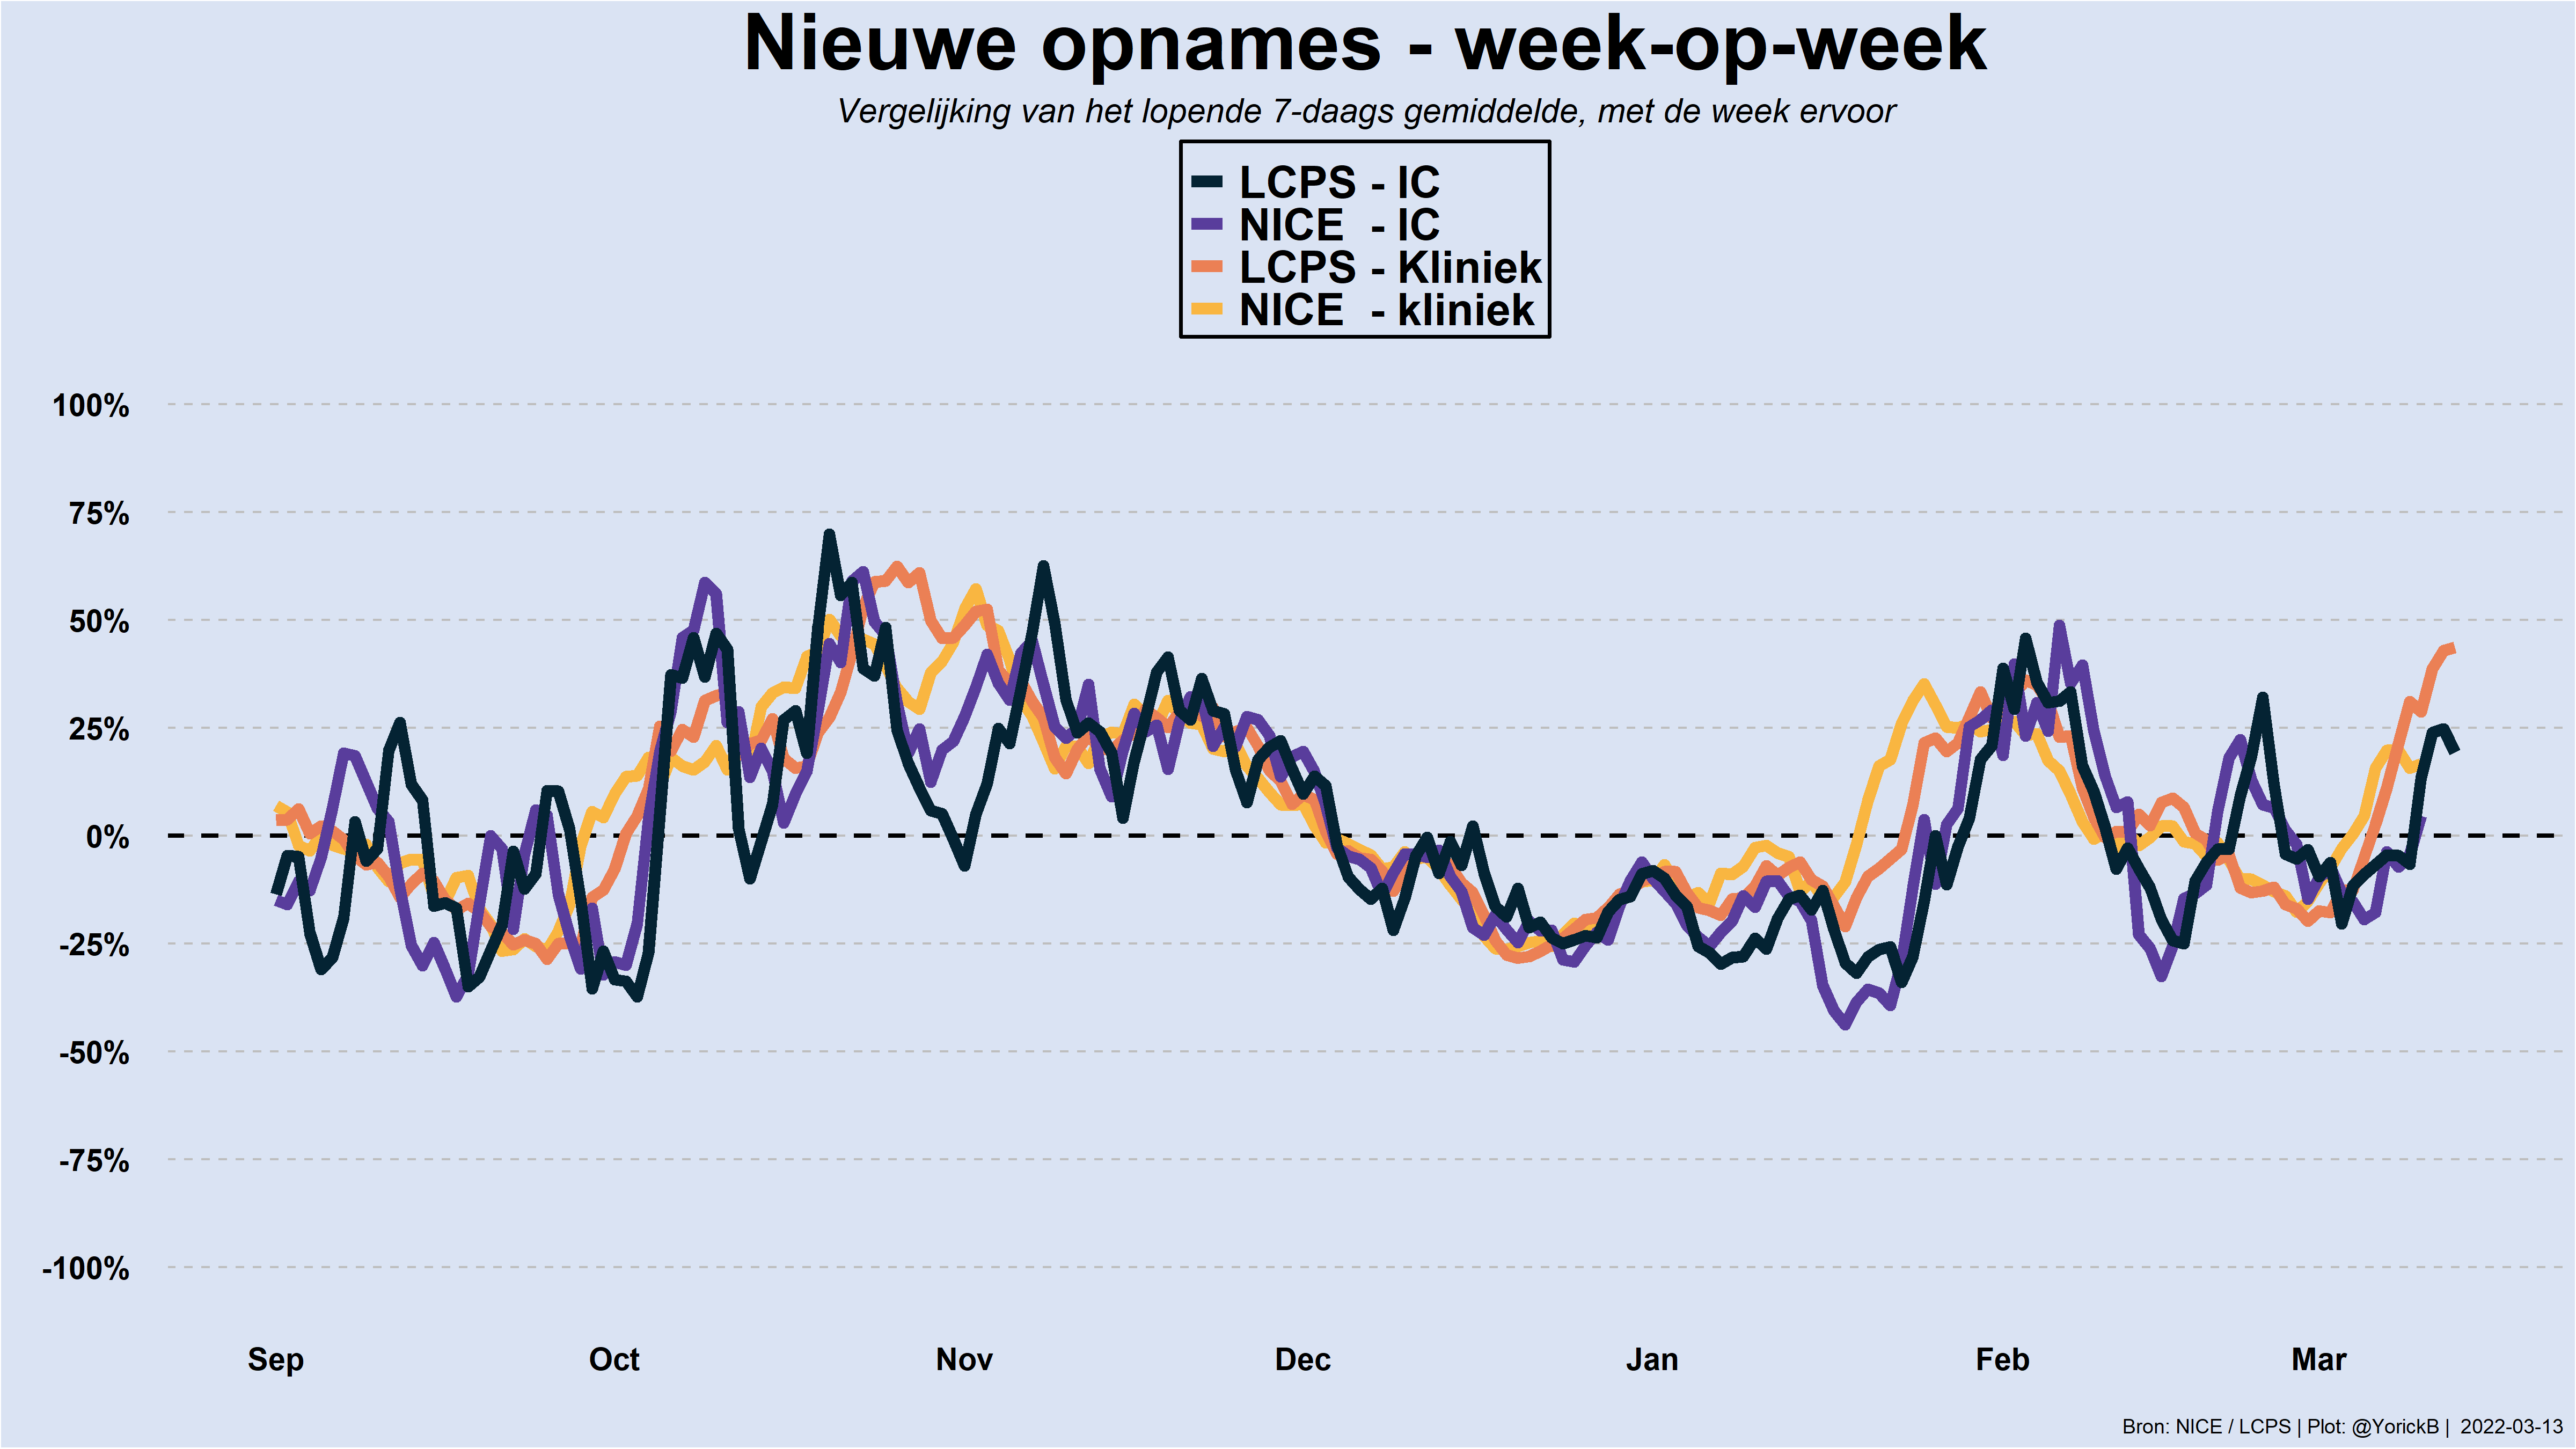 Nieuwe opnames - week-op-week
Vergelijking van het lopende 7-daags gemiddelde, met de week ervoor
LCPS - IC
NICE - IC
LCPS - Kliniek
NICE - kliniek
100%
75%
50%
25%
0%
-25%
-50%
-75%
-100%
Sep Oct Nov Dec Jan Feb Mar
Bron: NICE / LCPS | Plot: @YorickB | 2022-03-13